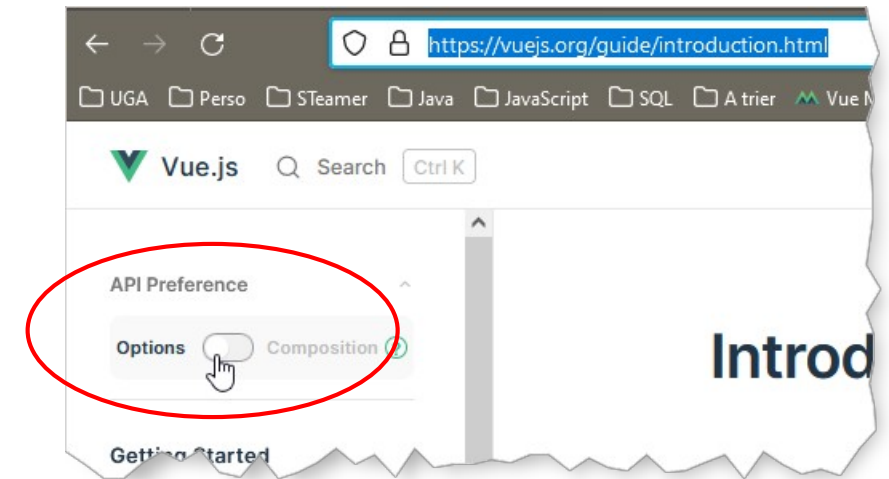 https://vuejs.org/guide/introduction.html
UGA Perso STeamer Java JavaScript SQL A trier Vue
Vue.js Search Ctrl K
API Preference
Options Composition ?
Introd
Getting Started